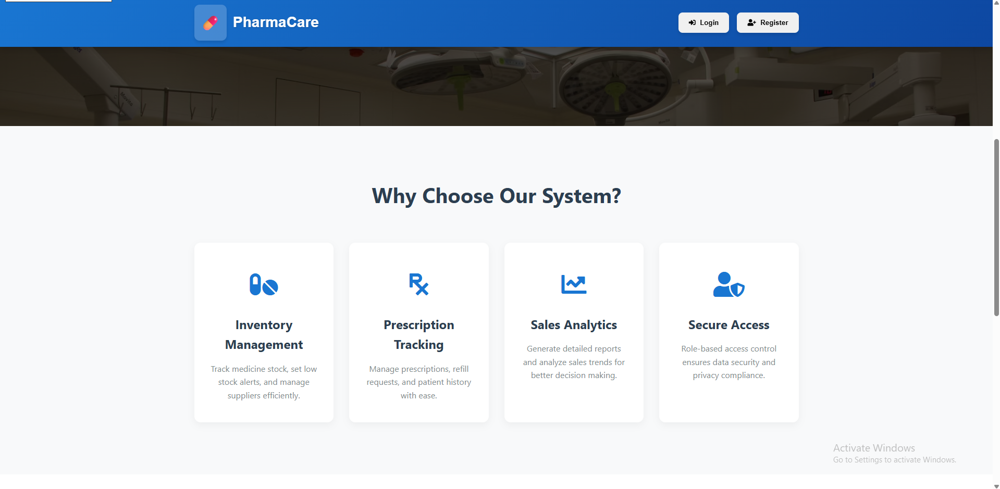 PharmaCare
Login
Register
Movita
Why Choose Our System?
Inventory
Management
Track medicine stock, set low
stock alerts, and manage
suppliers efficiently.
Prescription
Tracking
Manage prescriptions, refill
requests, and patient history
with ease.
Sales Analytics
Generate detailed reports
and analyze sales trends for
better decision making.
Secure Access
Role-based access control
ensures data security and
privacy compliance.
Activate Windows
Go to Settings to activate Windows.